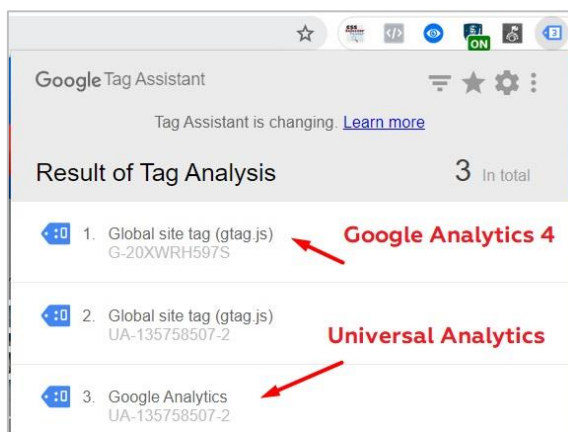 ON
Google Tag Assistant
Tag Assistant is changing. Learn more
Result of Tag Analysis 3 In total
1. Global site tag (gtag.js) Google Analytics 4
G-20XWRH597S
2. Global site tag (gtag.js)
UA-135758507-2
Universal Analytics
3. Google Analytics
UA-135758507-2